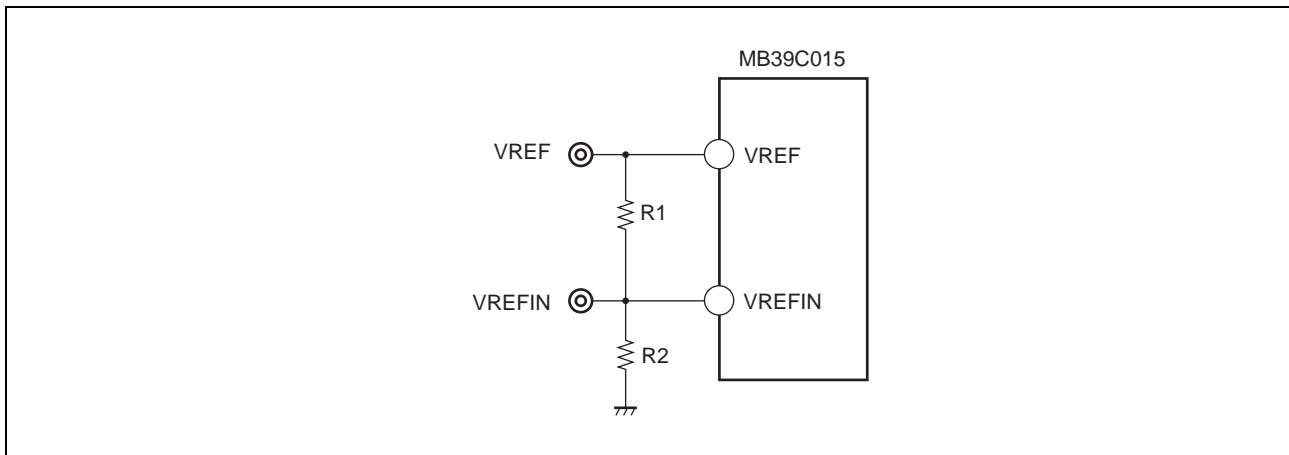 MB39C015
VREF
VREF
R1
VREFIN
VREFIN
R2